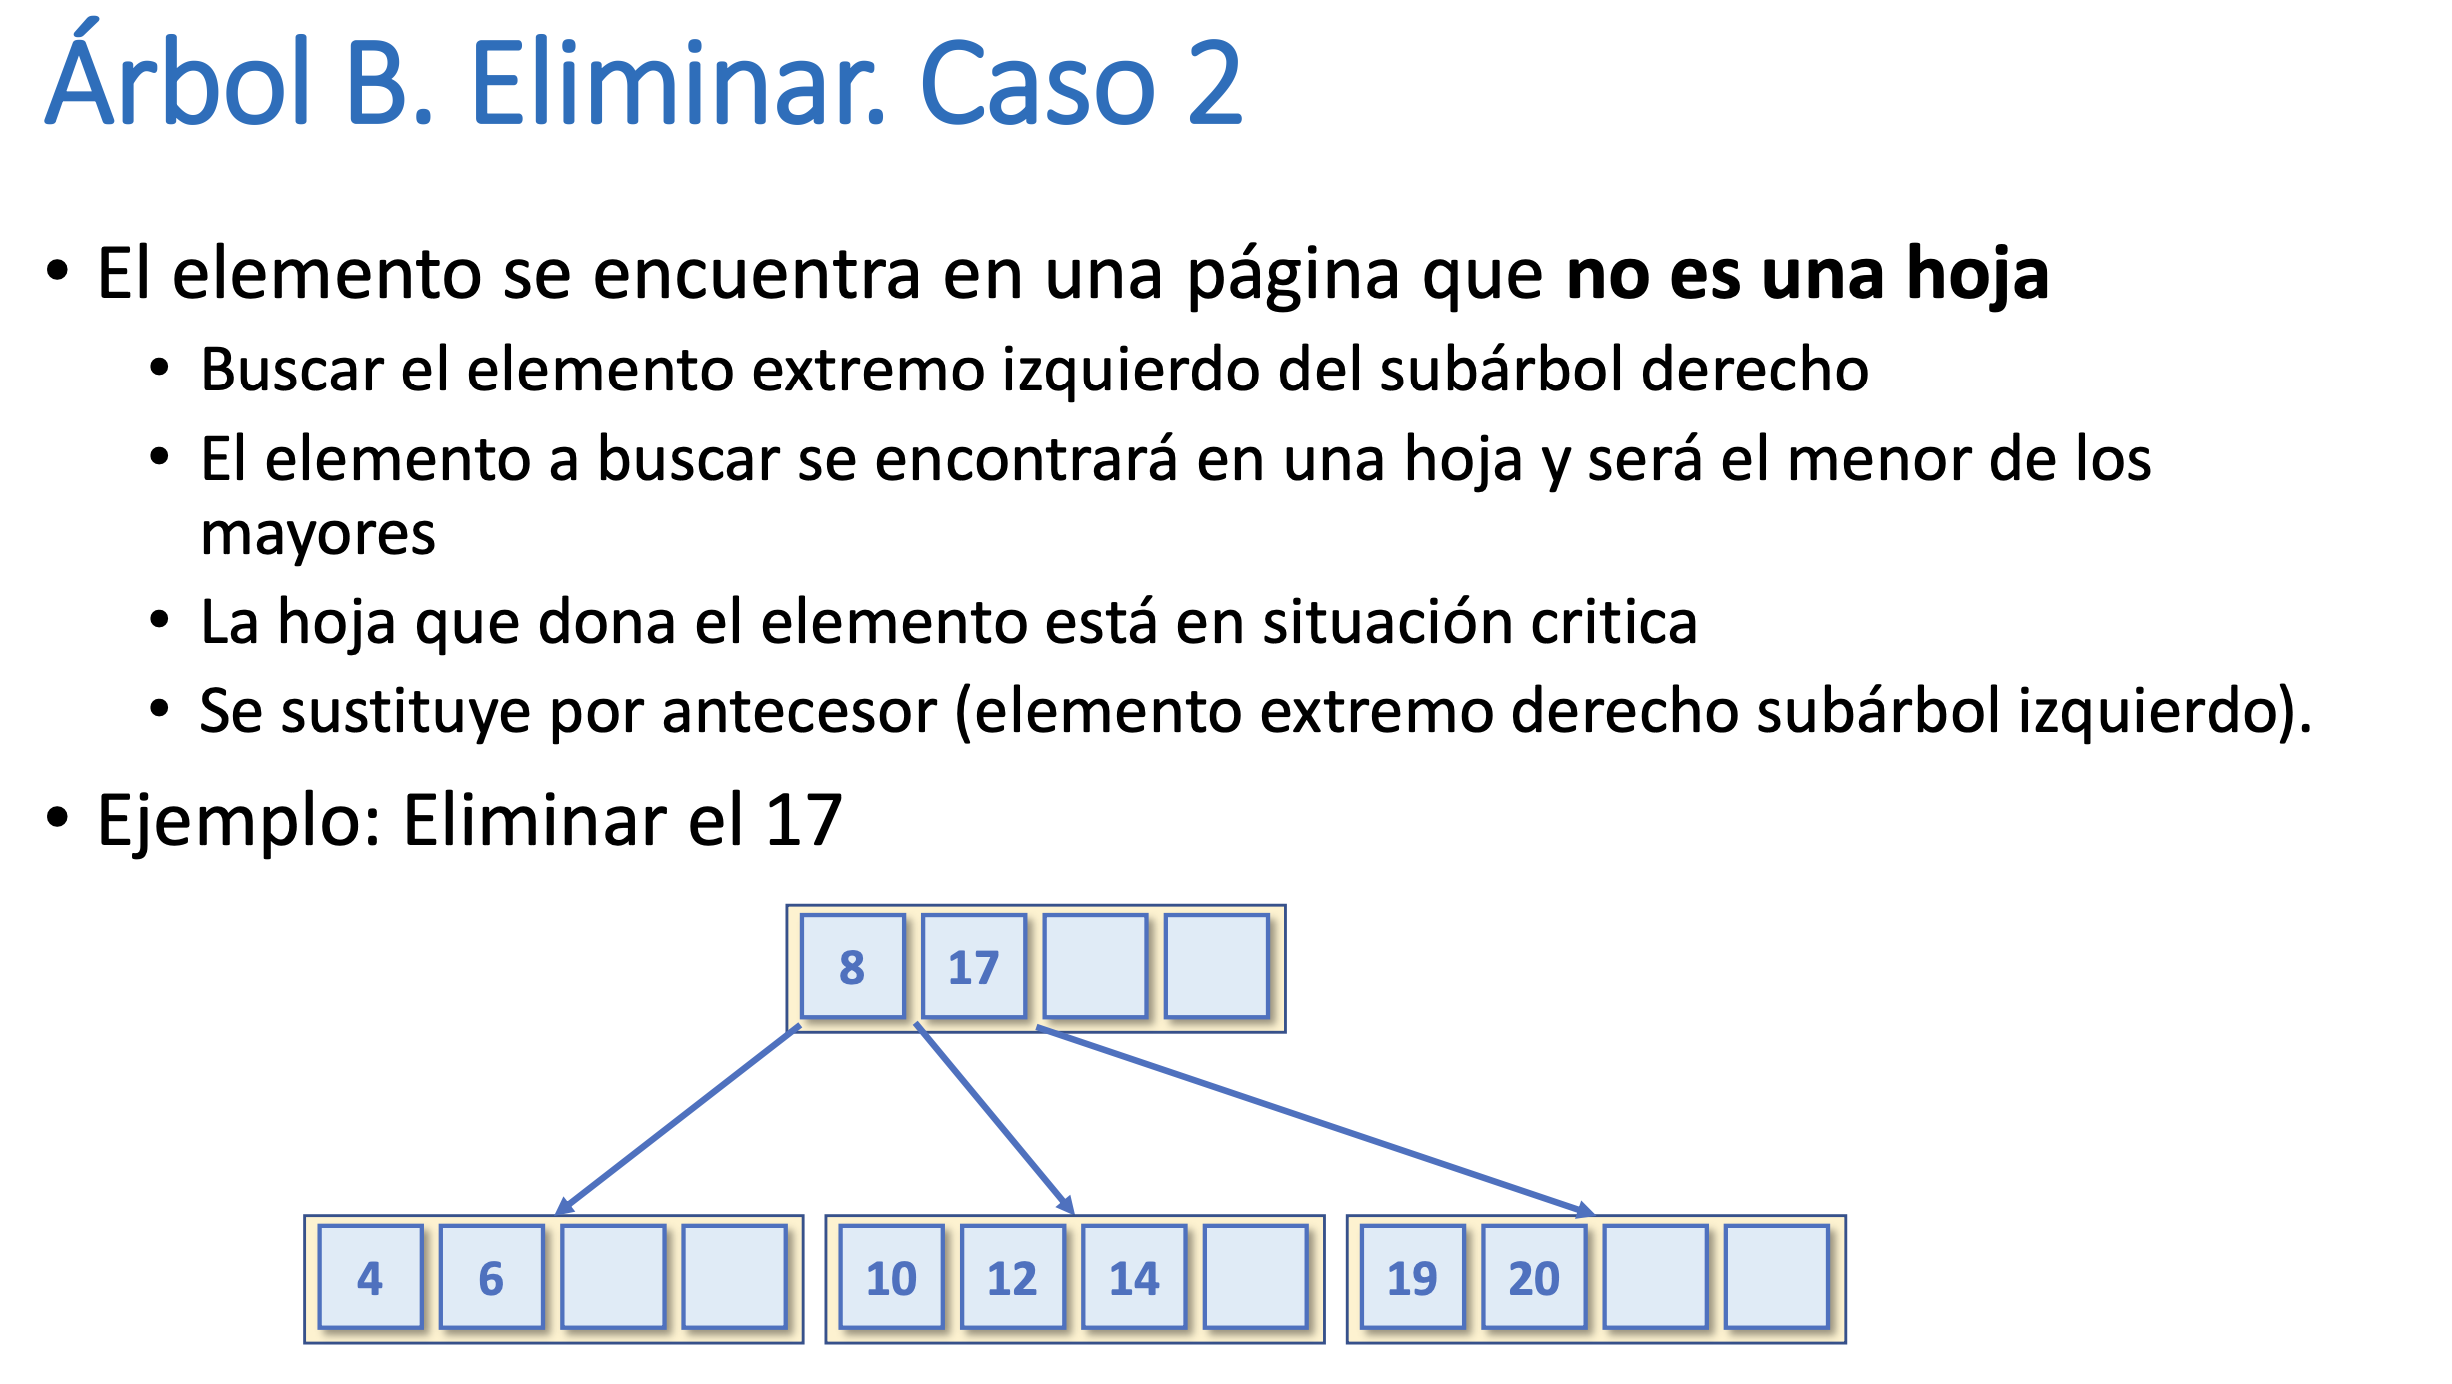 Árbol B. Eliminar. Caso 2
• El elemento se encuentra en una página que no es una hoja
• Buscar el elemento extremo izquierdo del subárbol derecho
• El elemento a buscar se encontrará en una hoja y será el menor de los
mayores
• La hoja que dona el elemento está en situación critica
• Se sustituye por antecesor (elemento extremo derecho subárbol izquierdo).
• Ejemplo: Eliminar el 17
8 17
4 6 10 12 14 19 20